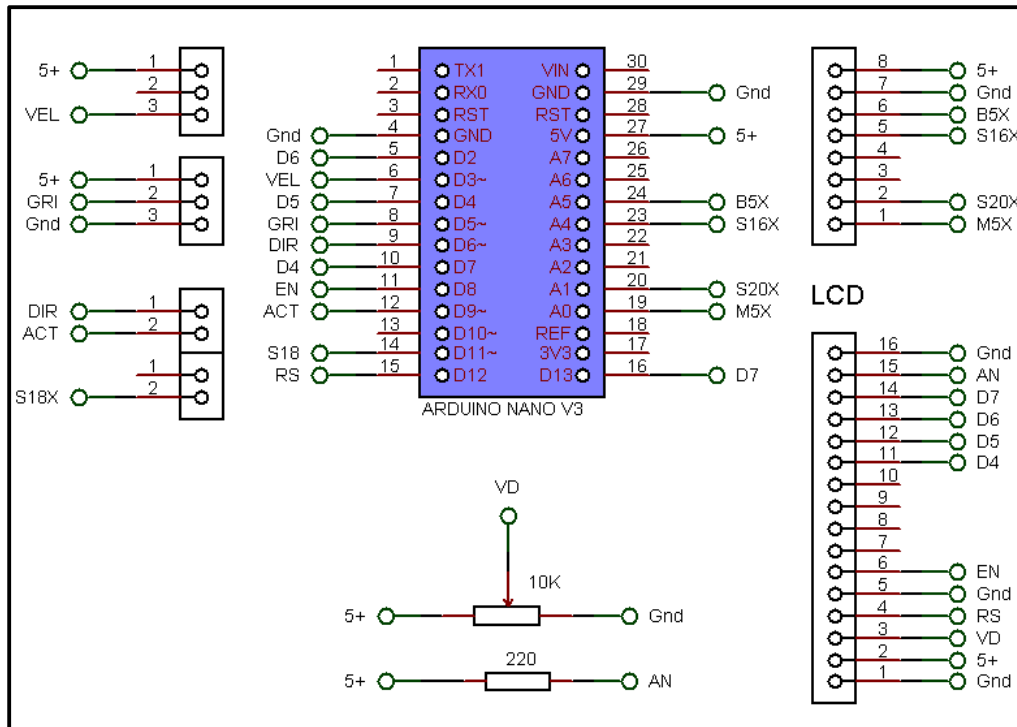 5+ 1
2
VEL 3
5+ 1
GRI 2
Gnd 3
DIR 1
ACT 2
1
S18X 2
1 TX1 VIN 30
2 RX0 GND 29 Gnd
3 RST RST 28
Gnd 4 GND 5V 27 5+
D6 5 D2 A7 26
VEL 6 D3~ A6 25
D5 7 D4 A5 24 B5X
GRI 8 D5~ A4 23 S16X
DIR 9 D6~ A3 22
D4 10 D7 A2 21
EN 11 D8 A1 20 S20X
ACT 12 D9~ A0 19 M5X
13 D10~ REF 18
S18 14 D11~ 3V3 17
RS 15 D12 D13 16 D7
ARDUINO NANO V3
8 5+
7 Gnd
6 B5X
5 S16X
4
3
2 S20X
1 M5X
LCD
16 Gnd
15 AN
14 D7
13 D6
12 D5
11 D4
10
9
8
7
6 EN
5 Gnd
4 RS
3 VD
2 5+
1 Gnd
VD
10K
5+ Gnd
220
5+ AN